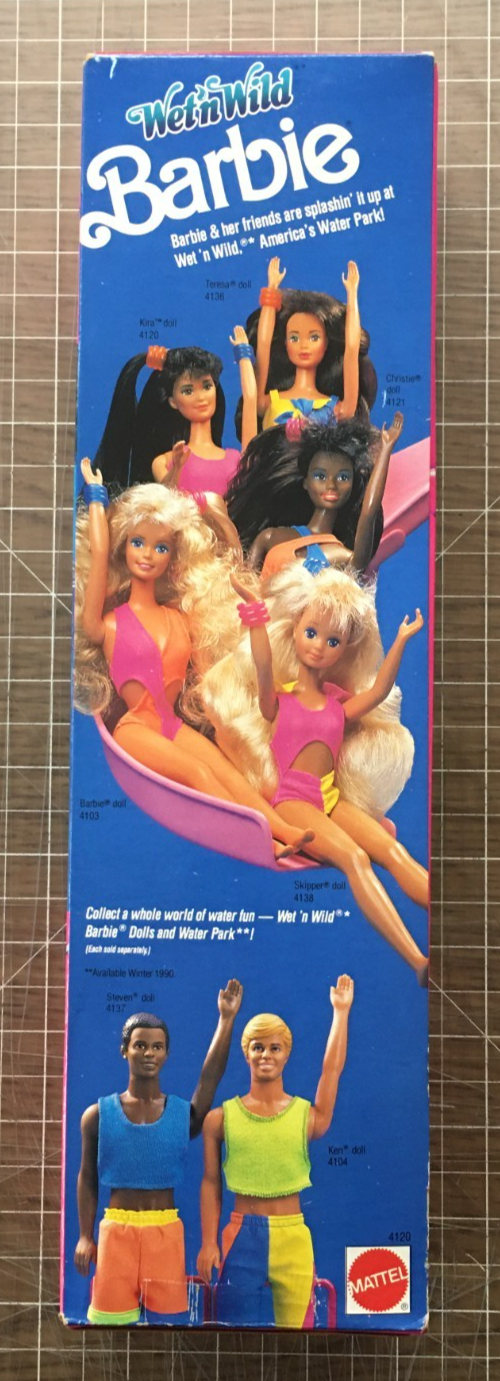 Wet'n Wild
Barbie
Barbie & her friends are splashin' it up at
Wet 'n Wild,®* America's Water Park!
Teresa® doll
4136
Kira™ doll
4120
Christie®
doll
4121
Barbie® doll
4103
Skipper® doll
4138
Collect a whole world of water fun — Wet 'n Wild®*
Barbie® Dolls and Water Park**!
(Each sold separately.)
**Available Winter 1990.
Steven® doll
4137
Ken® doll
4104
4120
MATTEL
®